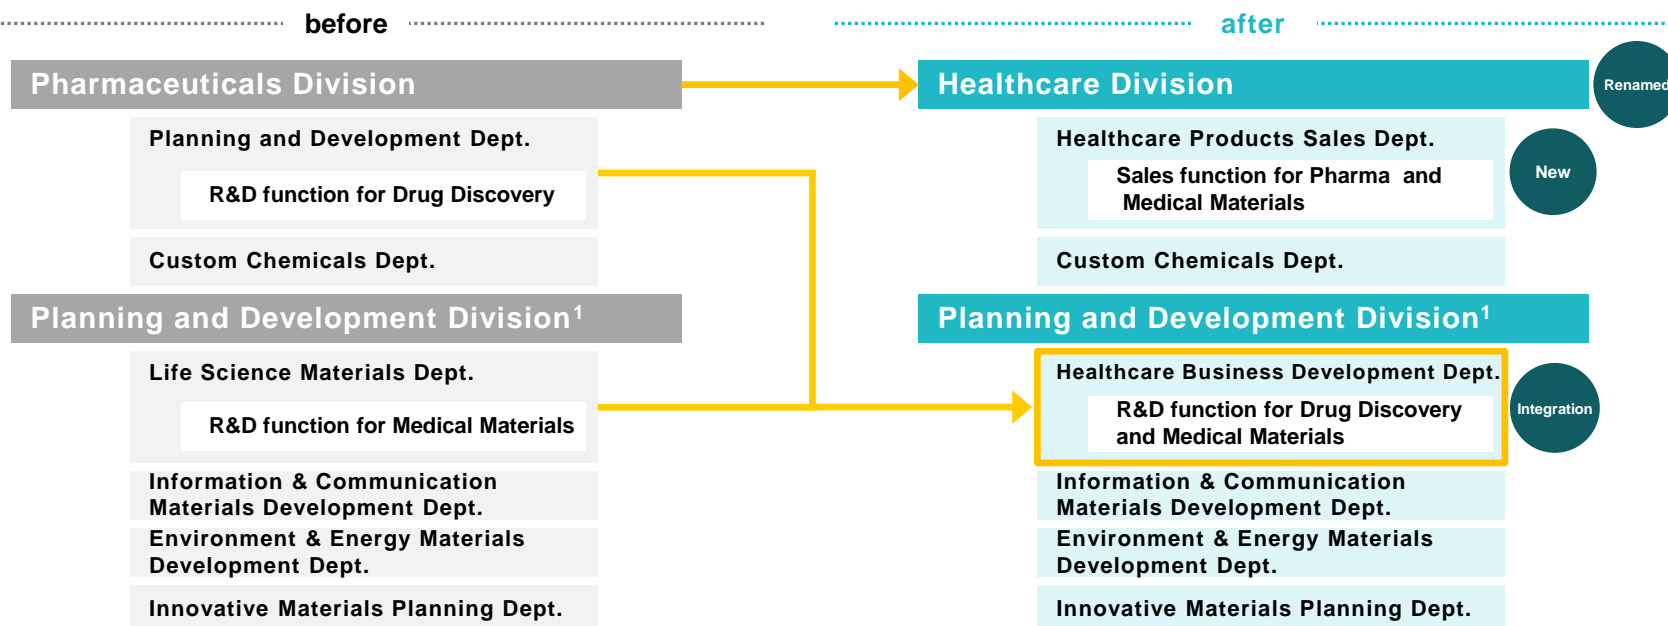 before
after
Pharmaceuticals Division
Healthcare Division
Renamed
Planning and Development Dept.
R&D function for Drug Discovery
Healthcare Products Sales Dept.
Sales function for Pharma and
Medical Materials
New
Custom Chemicals Dept.
Custom Chemicals Dept.
Planning and Development Division¹
Planning and Development Division¹
Life Science Materials Dept.
R&D function for Medical Materials
Healthcare Business Development Dept.
R&D function for Drug Discovery
and Medical Materials
Integration
Information & Communication
Materials Development Dept.
Information & Communication
Materials Development Dept.
Environment & Energy Materials
Development Dept.
Environment & Energy Materials
Development Dept.
Innovative Materials Planning Dept.
Innovative Materials Planning Dept.